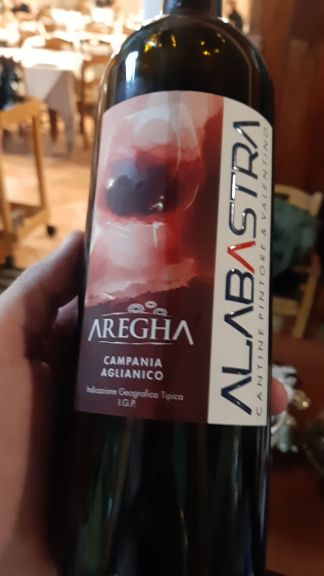 AREGHA
CAMPANIA
AGLIANICO
Indicazione Geografica Tipica
I.G.P.
ALABASTRA
CANTINE PINTORE & VALENTINO